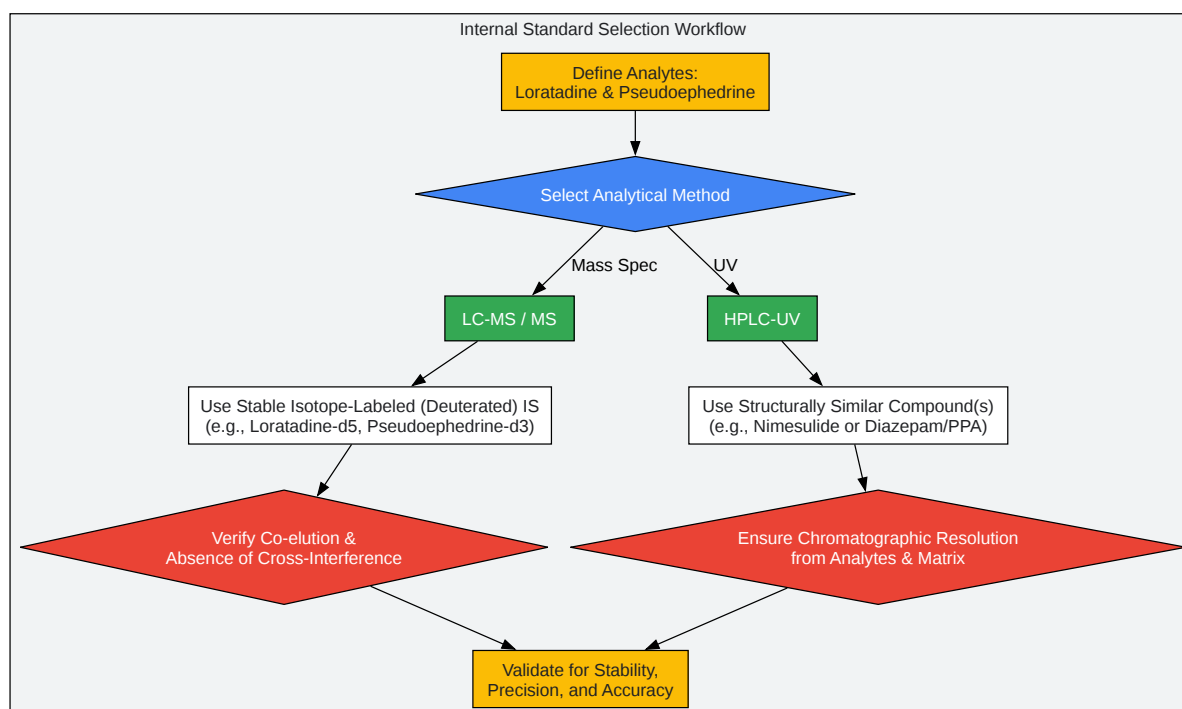 Internal Standard Selection Workflow
Define Analytes:
Loratadine & Pseudoephedrine
Select Analytical Method
Mass Spec
UV
LC-MS / MS
HPLC-UV
Use Stable Isotope-Labeled (Deuterated) IS
(e.g., Loratadine-d5, Pseudoephedrine-d3)
Use Structurally Similar Compound(s)
(e.g., Nimesulide or Diazepam/PPA)
Verify Co-elution &
Absence of Cross-Interference
Ensure Chromatographic Resolution
from Analytes & Matrix
Validate for Stability,
Precision, and Accuracy